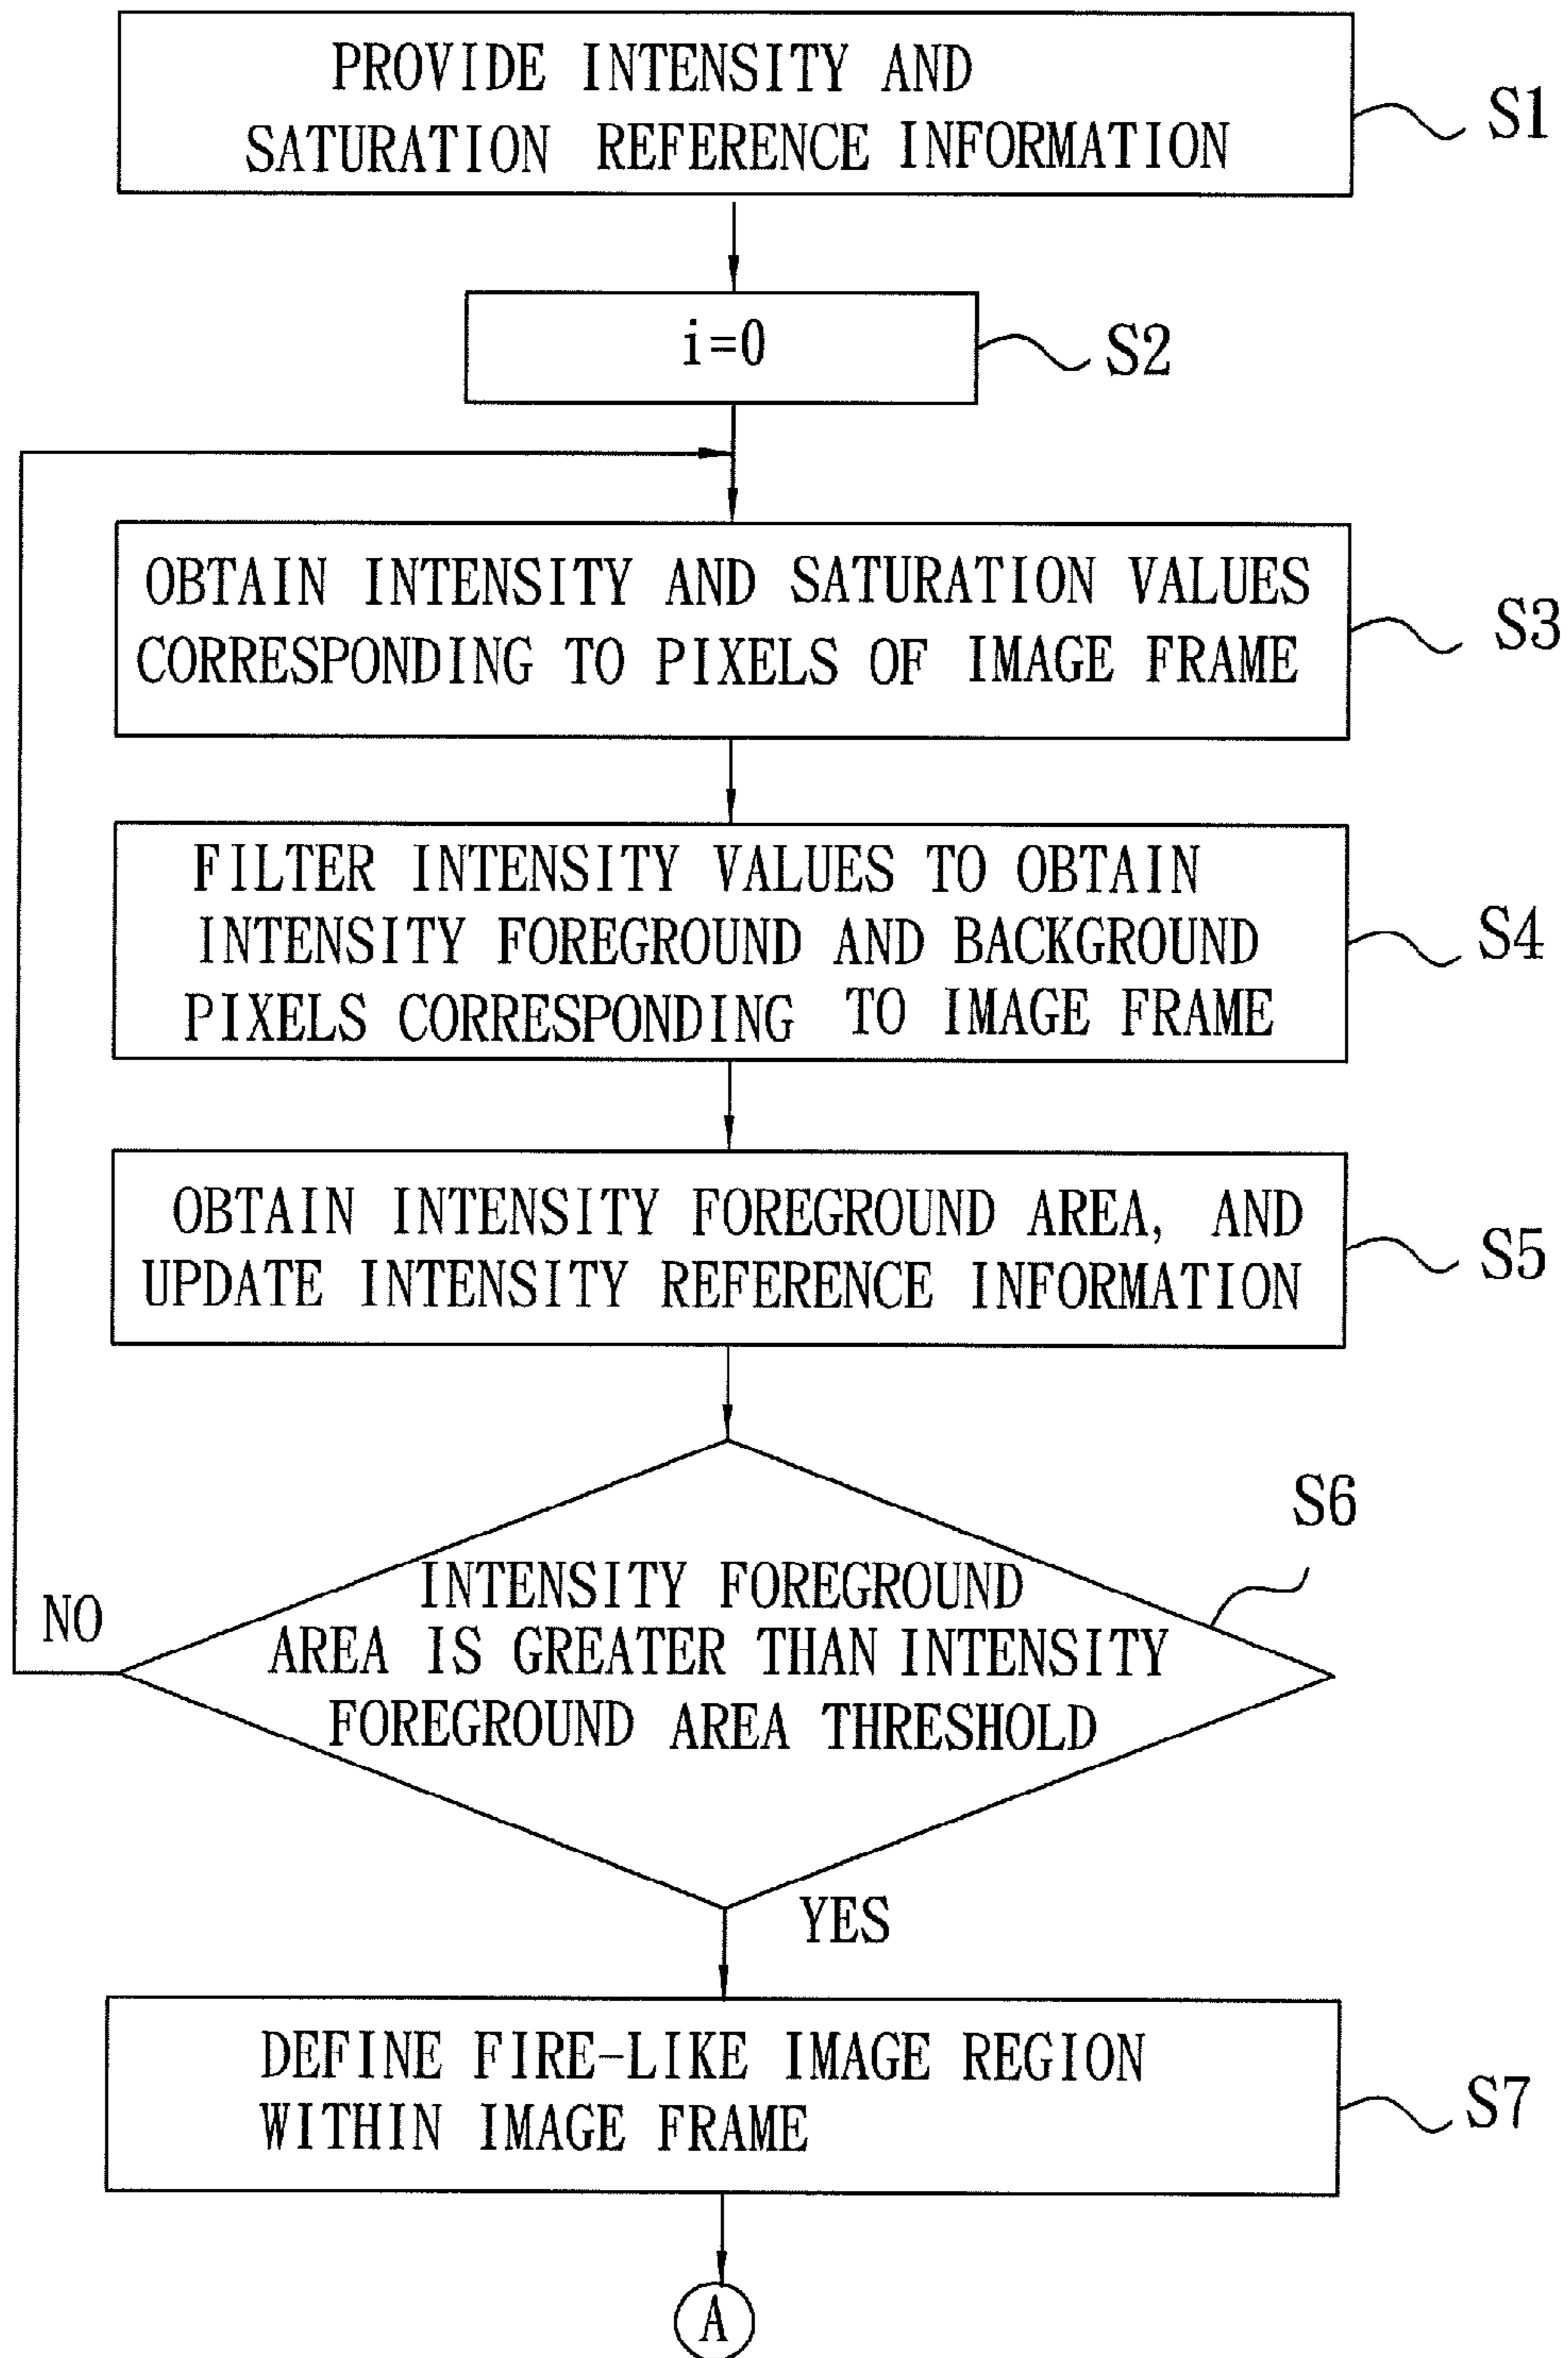 PROVIDE INTENSITY AND
SATURATION REFERENCE INFORMATION
S1
i=0
S2
OBTAIN INTENSITY AND SATURATION VALUES
CORRESPONDING TO PIXELS OF IMAGE FRAME
S3
FILTER INTENSITY VALUES TO OBTAIN
INTENSITY FOREGROUND AND BACKGROUND
PIXELS CORRESPONDING TO IMAGE FRAME
S4
OBTAIN INTENSITY FOREGROUND AREA, AND
UPDATE INTENSITY REFERENCE INFORMATION
S5
S6
INTENSITY FOREGROUND
AREA IS GREATER THAN INTENSITY
FOREGROUND AREA THRESHOLD
NO
YES
DEFINE FIRE-LIKE IMAGE REGION
WITHIN IMAGE FRAME
S7
A